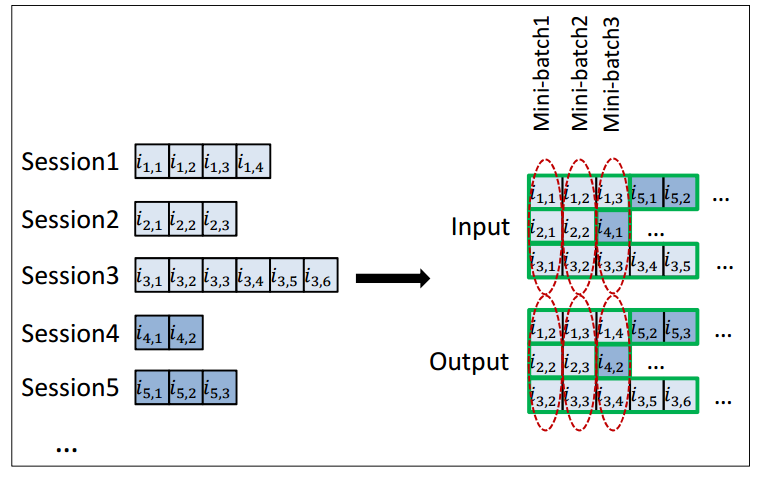 Mini-batch1
Mini-batch2
Mini-batch3
Session1 i1,1 i1,2 i1,3 i1,4
Session2 i2,1 i2,2 i2,3
Session3 i3,1 i3,2 i3,3 i3,4 i3,5 i3,6
Session4 i4,1 i4,2
Session5 i5,1 i5,2 i5,3
...
Input
i1,1 i1,2 i1,3 i5,1 i5,2 ...
i2,1 i2,2 i4,1 ...
i3,1 i3,2 i3,3 i3,4 i3,5 ...
Output
i1,2 i1,3 i1,4 i5,2 i5,3 ...
i2,2 i2,3 i4,2 ...
i3,2 i3,3 i3,4 i3,5 i3,6 ...